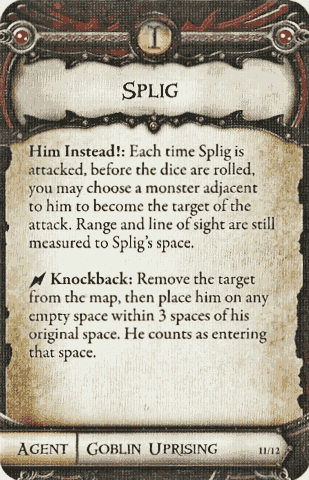 I
Splig
Him Instead!: Each time Splig is
attacked, before the dice are rolled,
you may choose a monster adjacent
to him to become the target of the
attack. Range and line of sight are still
measured to Splig's space.
Knockback: Remove the target
from the map, then place him on any
empty space within 3 spaces of his
original space. He counts as entering
that space.
Agent Goblin Uprising 11/12